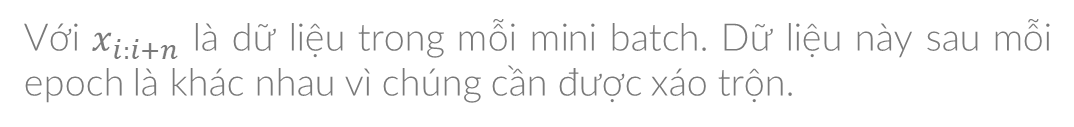 Với $x_{i:i+n}$ là dữ liệu trong mỗi mini batch. Dữ liệu này sau mỗi
epoch là khác nhau vì chúng cần được xáo trộn.